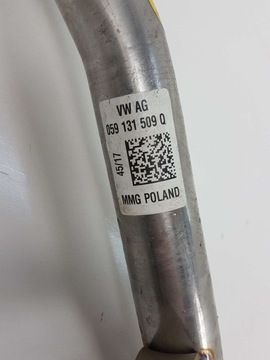 VW AG
059 131 509 Q
45/17
MMG POLAND